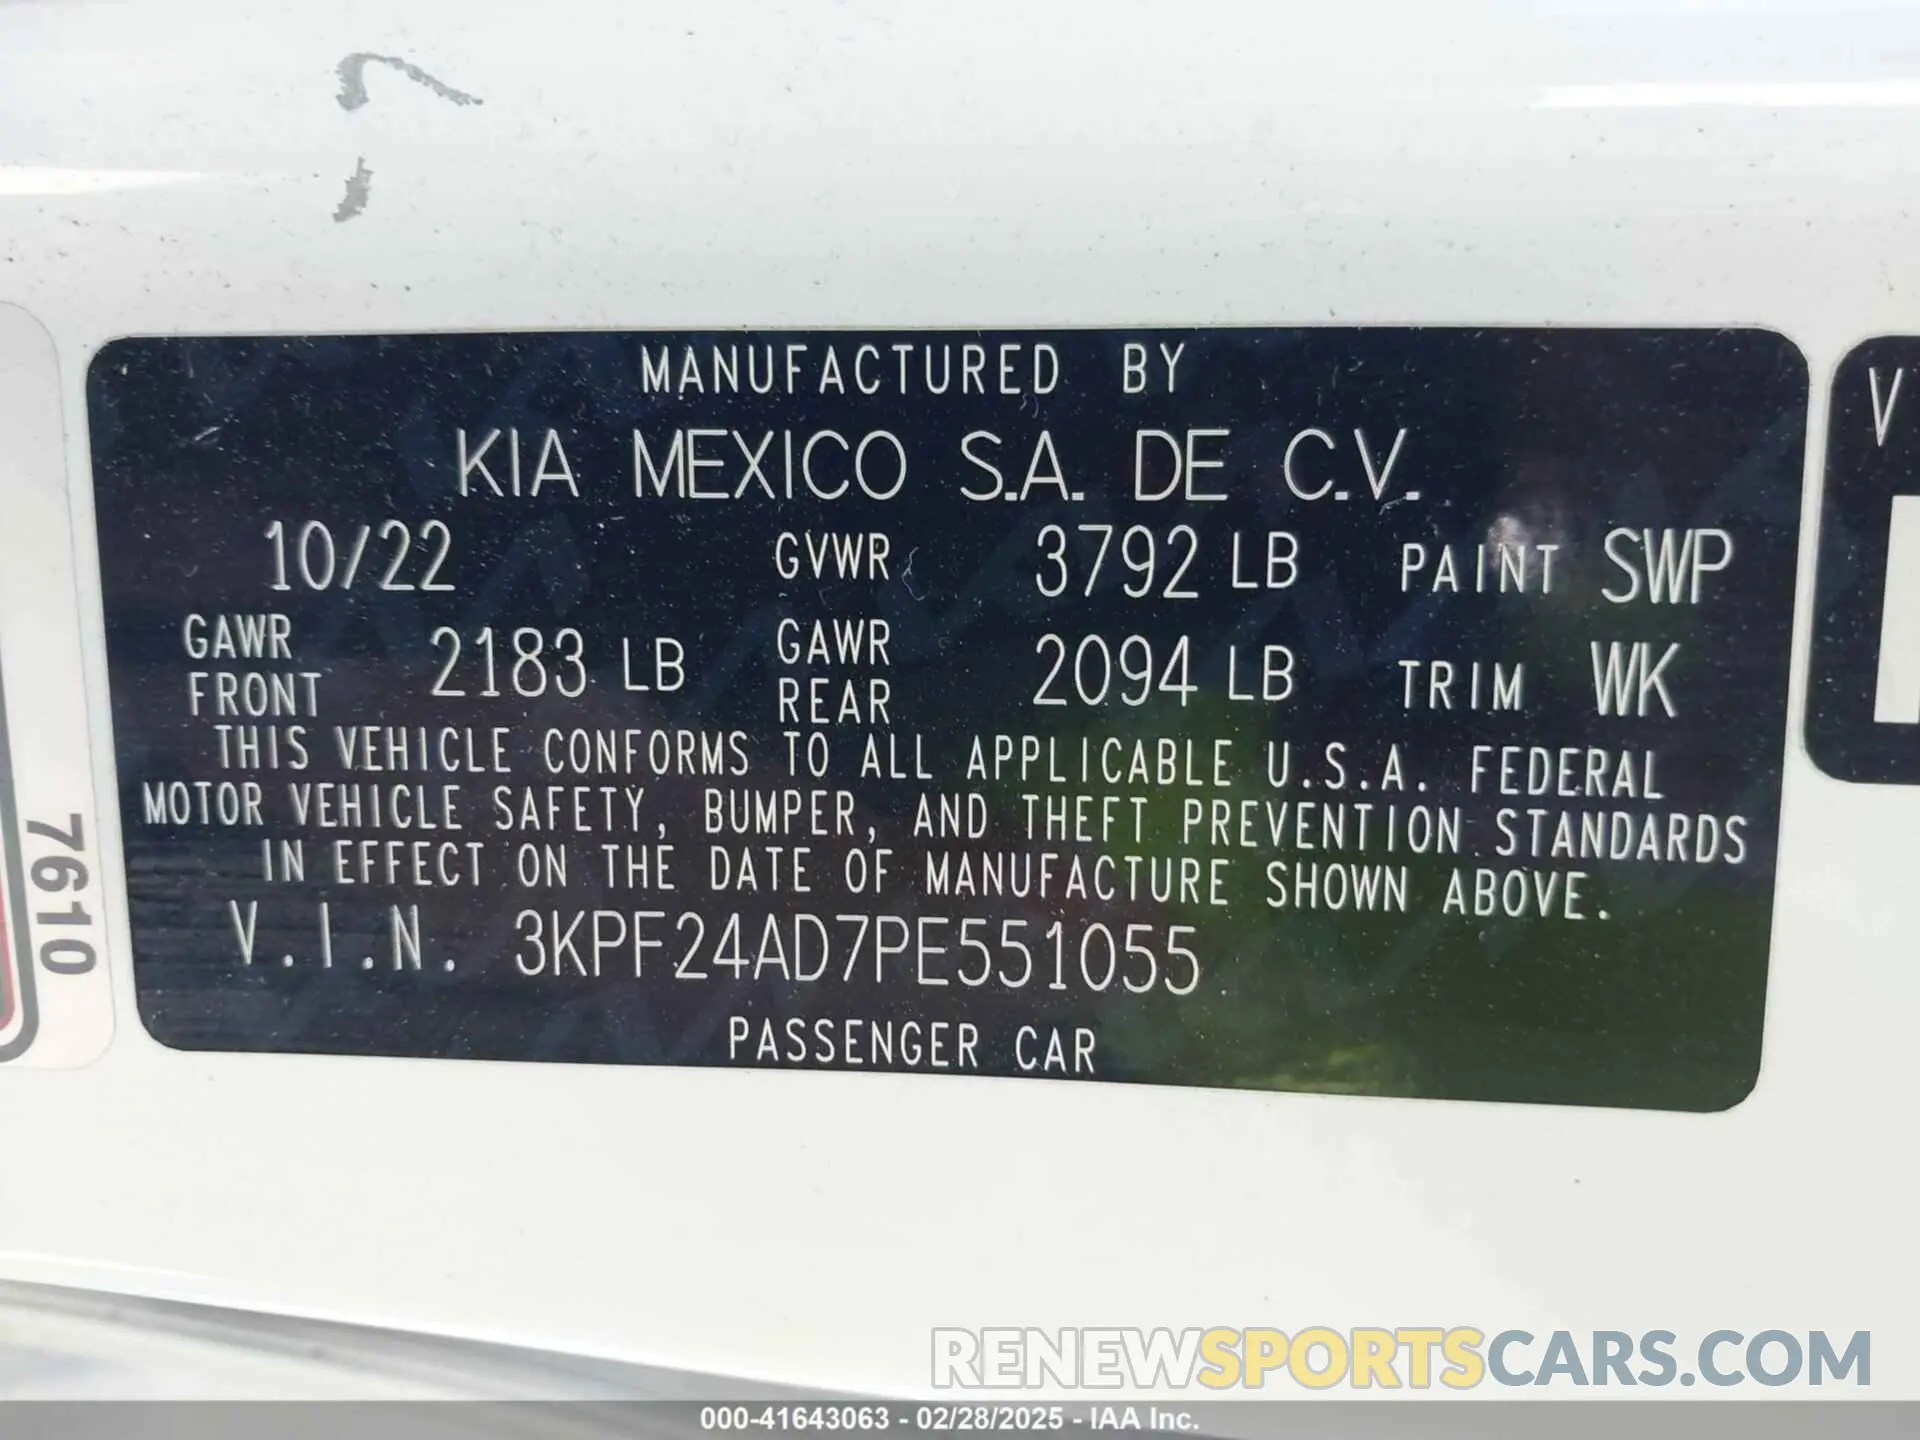 MANUFACTURED BY
KIA MEXICO S.A. DE C.V.
10/22 GVWR 3792 LB PAINT SWP
GAWR FRONT 2183 LB GAWR REAR 2094 LB TRIM WK
THIS VEHICLE CONFORMS TO ALL APPLICABLE U.S.A. FEDERAL
MOTOR VEHICLE SAFETY, BUMPER, AND THEFT PREVENTION STANDARDS
IN EFFECT ON THE DATE OF MANUFACTURE SHOWN ABOVE.
V.I.N. 3KPF24AD7PE551055
PASSENGER CAR
7610
V
RENEWSPORTSCARS.COM
000-41643063 - 02/28/2025 - IAA Inc.